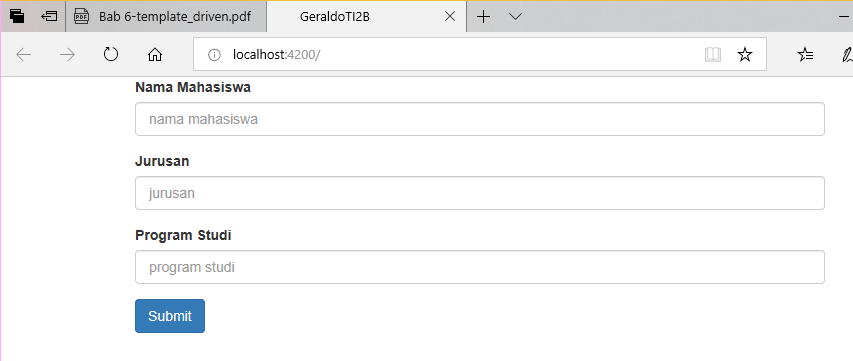 Bab 6-template_driven.pdf
GeraldoTI2B
localhost:4200/
Nama Mahasiswa
nama mahasiswa
Jurusan
jurusan
Program Studi
program studi
Submit